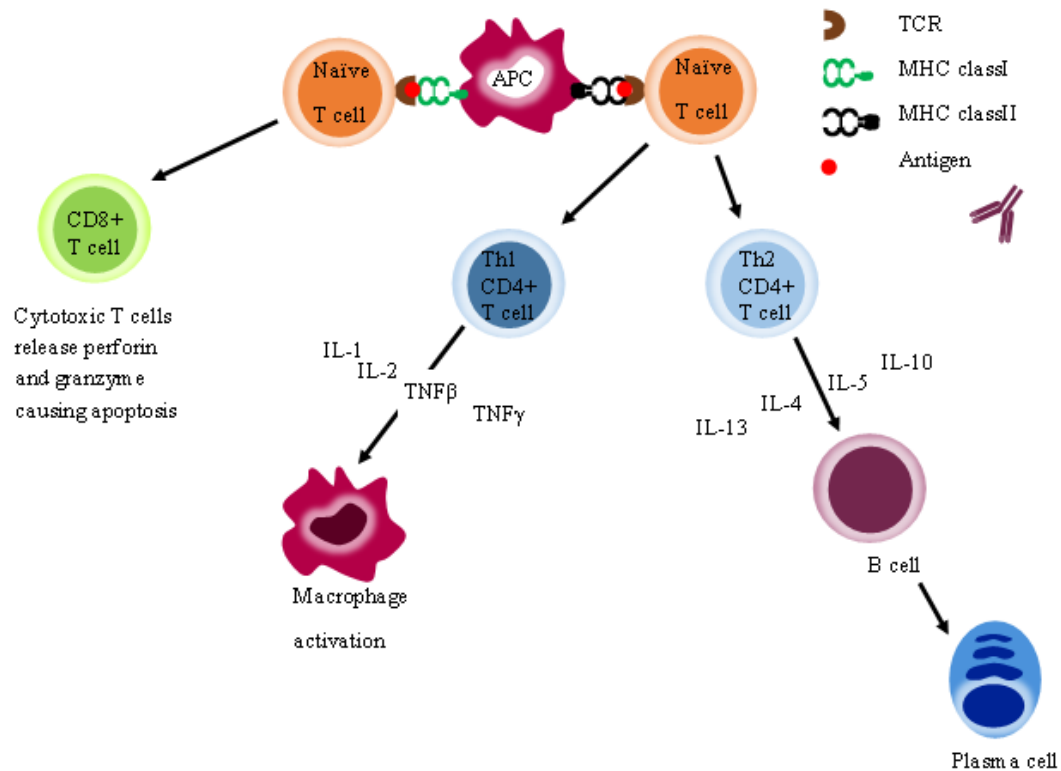 Naïve
T cell
APC
Naïve
T cell
TCR
MHC classI
MHC classII
Antigen
CD8+
T cell
Th1
CD4+
T cell
Th2
CD4+
T cell
Cytotoxic T cells
release perforin
and granzyme
causing apoptosis
IL-1
IL-2
TNFβ
TNFγ
IL-10
IL-5
IL-4
IL-13
B cell
Macrophage
activation
Plasma cell